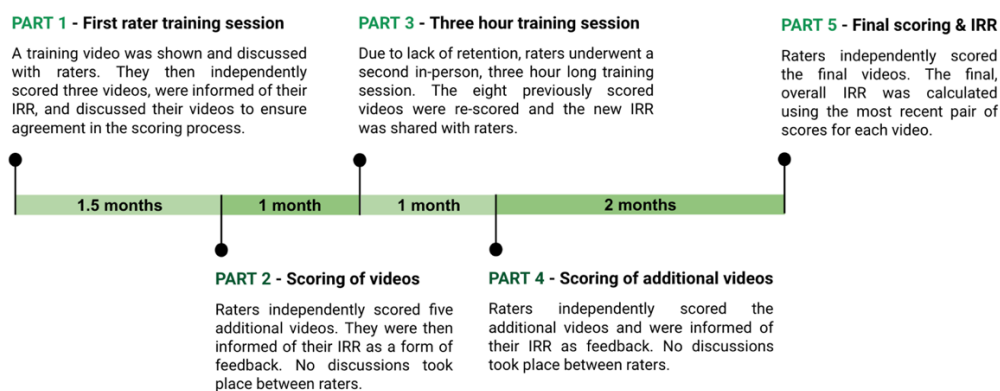 PART 1 - First rater training session
A training video was shown and discussed
with raters. They then independently
scored three videos, were informed of their
IRR, and discussed their videos to ensure
agreement in the scoring process.
PART 3 - Three hour training session
Due to lack of retention, raters underwent a
second in-person, three hour long training
session. The eight previously scored
videos were re-scored and the new IRR
was shared with raters.
PART 5 - Final scoring & IRR
Raters independently scored
the final videos. The final,
overall IRR was calculated
using the most recent pair of
scores for each video.
1.5 months
1 month
1 month
2 months
PART 2 - Scoring of videos
Raters independently scored five
additional videos. They were then
informed of their IRR as a form of
feedback. No discussions took
place between raters.
PART 4 - Scoring of additional videos
Raters independently scored the
additional videos and were informed of
their IRR as feedback. No discussions
took place between raters.